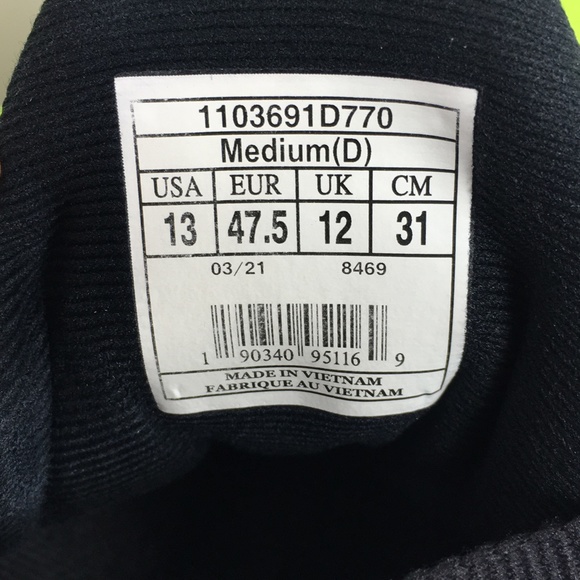 1103691D770
Medium(D)
USA EUR UK CM
13 47.5 12 31
03/21 8469
1 90340 95116 9
MADE IN VIETNAM
FABRIQUE AU VIETNAM